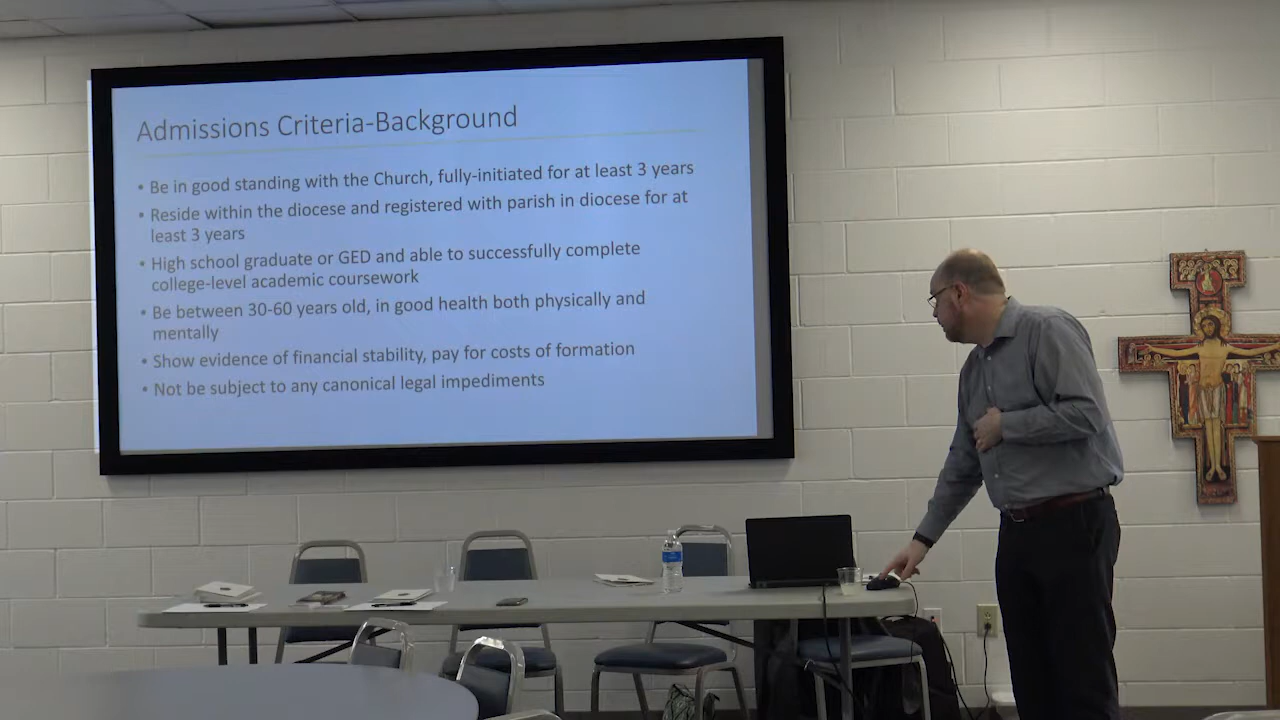 Admissions Criteria-Background
• Be in good standing with the Church, fully-initiated for at least 3 years
• Reside within the diocese and registered with parish in diocese for at
least 3 years
• High school graduate or GED and able to successfully complete
college-level academic coursework
• Be between 30-60 years old, in good health both physically and
mentally
• Show evidence of financial stability, pay for costs of formation
• Not be subject to any canonical legal impediments